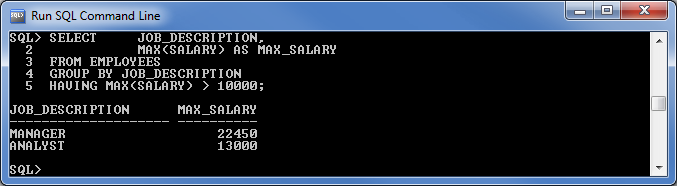 Run SQL Command Line
SQL> SELECT JOB_DESCRIPTION,
2 MAX(SALARY) AS MAX_SALARY
3 FROM EMPLOYEES
4 GROUP BY JOB_DESCRIPTION
5 HAVING MAX(SALARY) > 10000;
JOB_DESCRIPTION MAX_SALARY
-------------------- ----------
MANAGER 22450
ANALYST 13000
SQL>